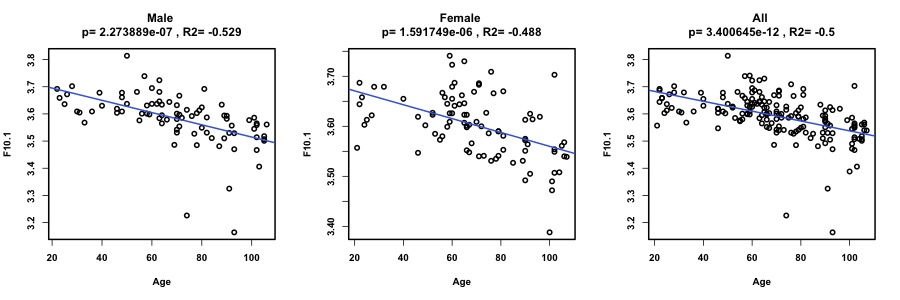 Male
p= 2.273889e-07 , R2= -0.529
F10.1
3.8
3.7
3.6
3.5
3.4
3.3
3.2
20 40 60 80 100
Age
Female
p= 1.591749e-06 , R2= -0.488
F10.1
3.70
3.60
3.50
3.40
20 40 60 80 100
Age
All
p= 3.400645e-12 , R2= -0.5
F10.1
3.8
3.7
3.6
3.5
3.4
3.3
3.2
20 40 60 80 100
Age